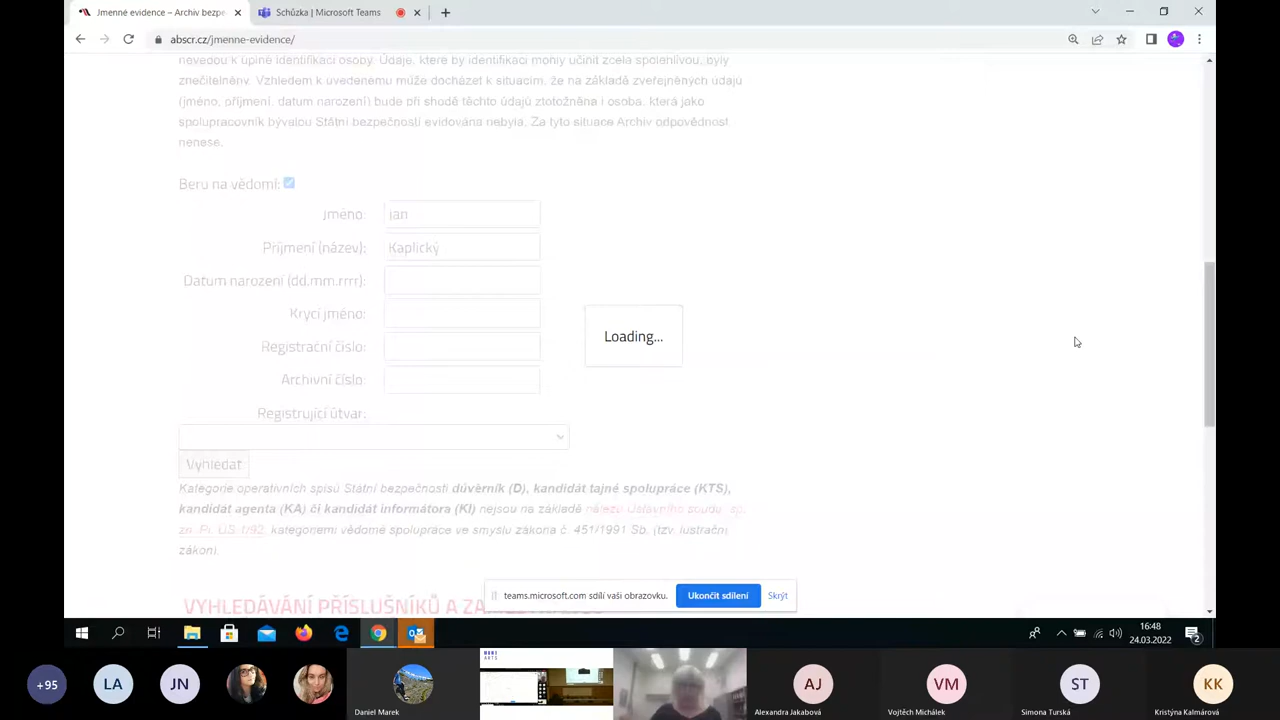 Jmenné evidence – Archiv bezpe
Schůzka | Microsoft Teams
abscr.cz/jmenne-evidence/
nevedou k úplné identifikaci osoby. Údaje, které by identifikaci mohly učinit zcela spolehlivou, byly
znečitelněny. Vzhledem k uvedenému může docházet k situacím, že na základě zveřejněných údajů
(jméno, příjmení, datum narození) bude při shodě těchto údajů ztotožněna i osoba, která jako
spolupracovník bývalou Státní bezpečností evidována nebyla. Za tyto situace Archiv odpovědnost
nenese.
Beru na vědomí:
Jméno: Jan
Příjmení (název): Kaplický
Datum narození (dd.mm.rrrr):
Krycí jméno:
Loading...
Registrační číslo:
Archivní číslo:
Registrující útvar:
Vyhledat
Kategorie operativních spisů Státní bezpečnosti důvěrník (D), kandidát tajné spolupráce (KTS),
kandidát agenta (KA) či kandidát informátora (KI) nejsou na základě nálezu Ústavního soudu, sp.
zn. Pl. ÚS 1/92, kategoriemi vědomé spolupráce ve smyslu zákona č. 451/1991 Sb. (tzv. lustrační
zákon).
teams.microsoft.com sdílí vaši obrazovku.
Ukončit sdílení
Skrýt
VYHLEDÁVÁNÍ PŘÍSLUŠNÍKŮ A
16:48
24.03.2022
2
+95
LA
JN
Daniel Marek
MUNI
ARTS
AJ
Alexandra Jakabová
VM
Vojtěch Michálek
ST
Simona Turská
KK
Kristýna Kalmárová